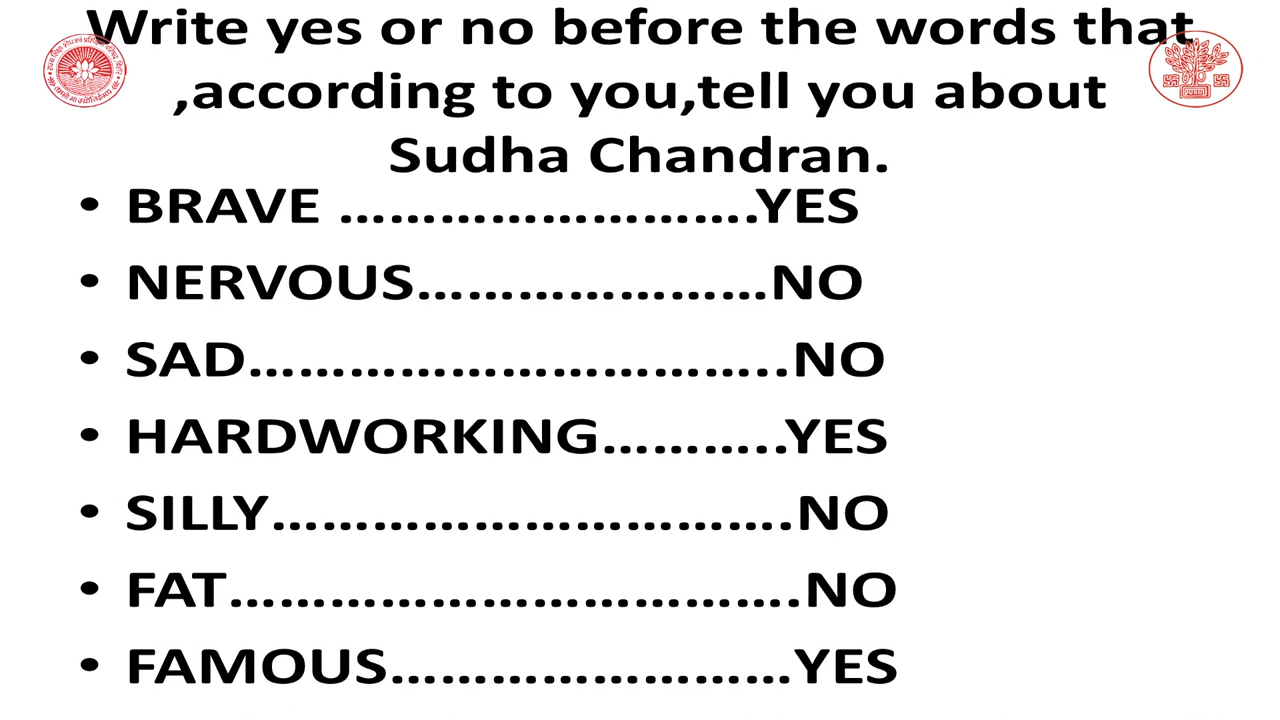 Write yes or no before the words that
,according to you,tell you about
Sudha Chandran.
• BRAVE …………………….YES
• NERVOUS…………………NO
• SAD…………………………..NO
• HARDWORKING………..YES
• SILLY………………………….NO
• FAT…………………………….NO
• FAMOUS……………………YES